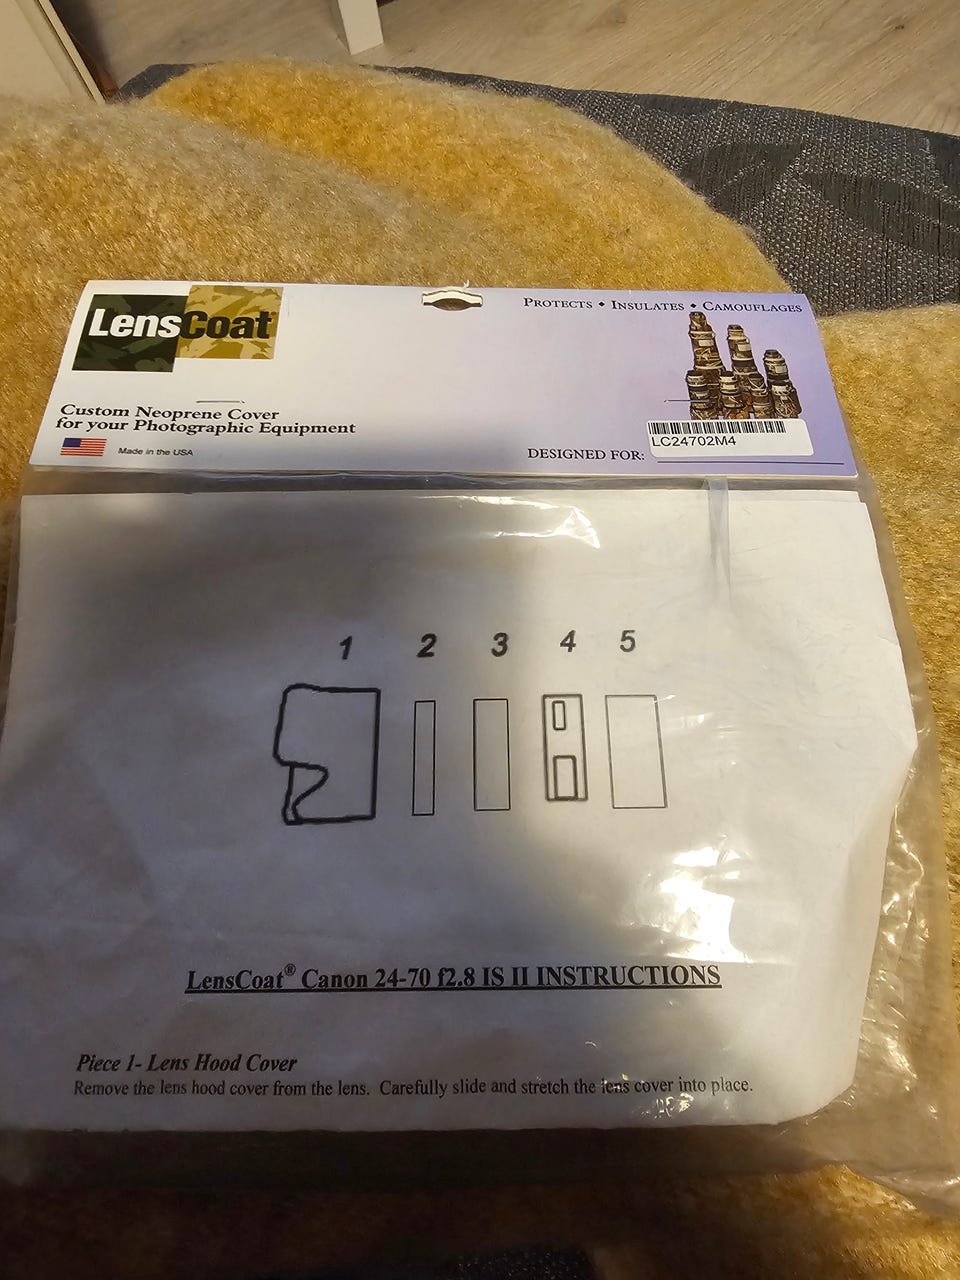 LensCoat
PROTECTS • INSULATES • CAMOUFLAGES
Custom Neoprene Cover
for your Photographic Equipment
Made in the USA
DESIGNED FOR:
LC24702M4
1 2 3 4 5
LensCoat® Canon 24-70 f2.8 IS II INSTRUCTIONS
Piece 1- Lens Hood Cover
Remove the lens hood cover from the lens. Carefully slide and stretch the lens cover into place.